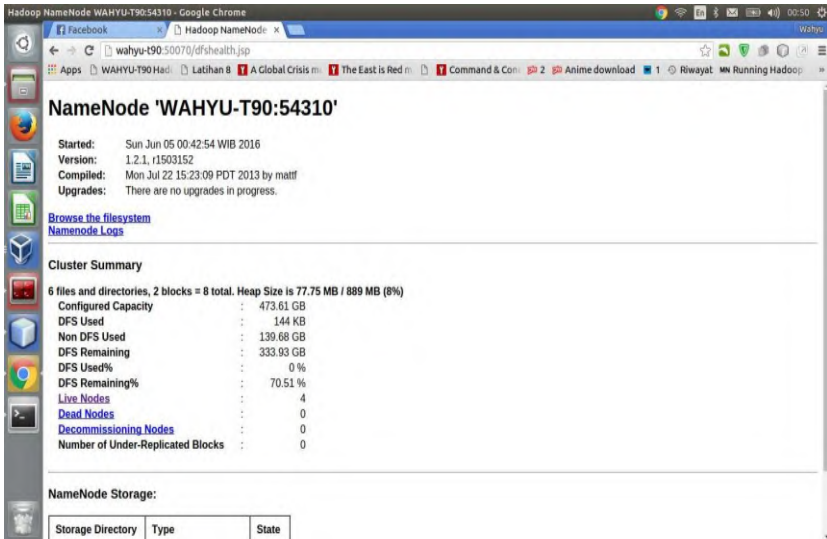 Hadoop NameNode WAHYU-T90:54310 - Google Chrome
En 00:50
Facebook Hadoop NameNode Wahyu
wahyu-t90:50070/dfshealth.jsp
Apps WAHYU-T90 Had Latihan 8 A Global Crisis m The East is Red m Command & Con 2 Anime download 1 Riwayat MN Running Hadoop »
NameNode 'WAHYU-T90:54310'
Started: Sun Jun 05 00:42:54 WIB 2016
Version: 1.2.1, r1503152
Compiled: Mon Jul 22 15:23:09 PDT 2013 by mattf
Upgrades: There are no upgrades in progress.
Browse the filesystem
Namenode Logs
Cluster Summary
6 files and directories, 2 blocks = 8 total. Heap Size is 77.75 MB / 889 MB (8%)
Configured Capacity : 473.61 GB
DFS Used : 144 KB
Non DFS Used : 139.68 GB
DFS Remaining : 333.93 GB
DFS Used% : 0 %
DFS Remaining% : 70.51 %
Live Nodes : 4
Dead Nodes : 0
Decommissioning Nodes : 0
Number of Under-Replicated Blocks : 0
NameNode Storage:
Storage Directory Type State